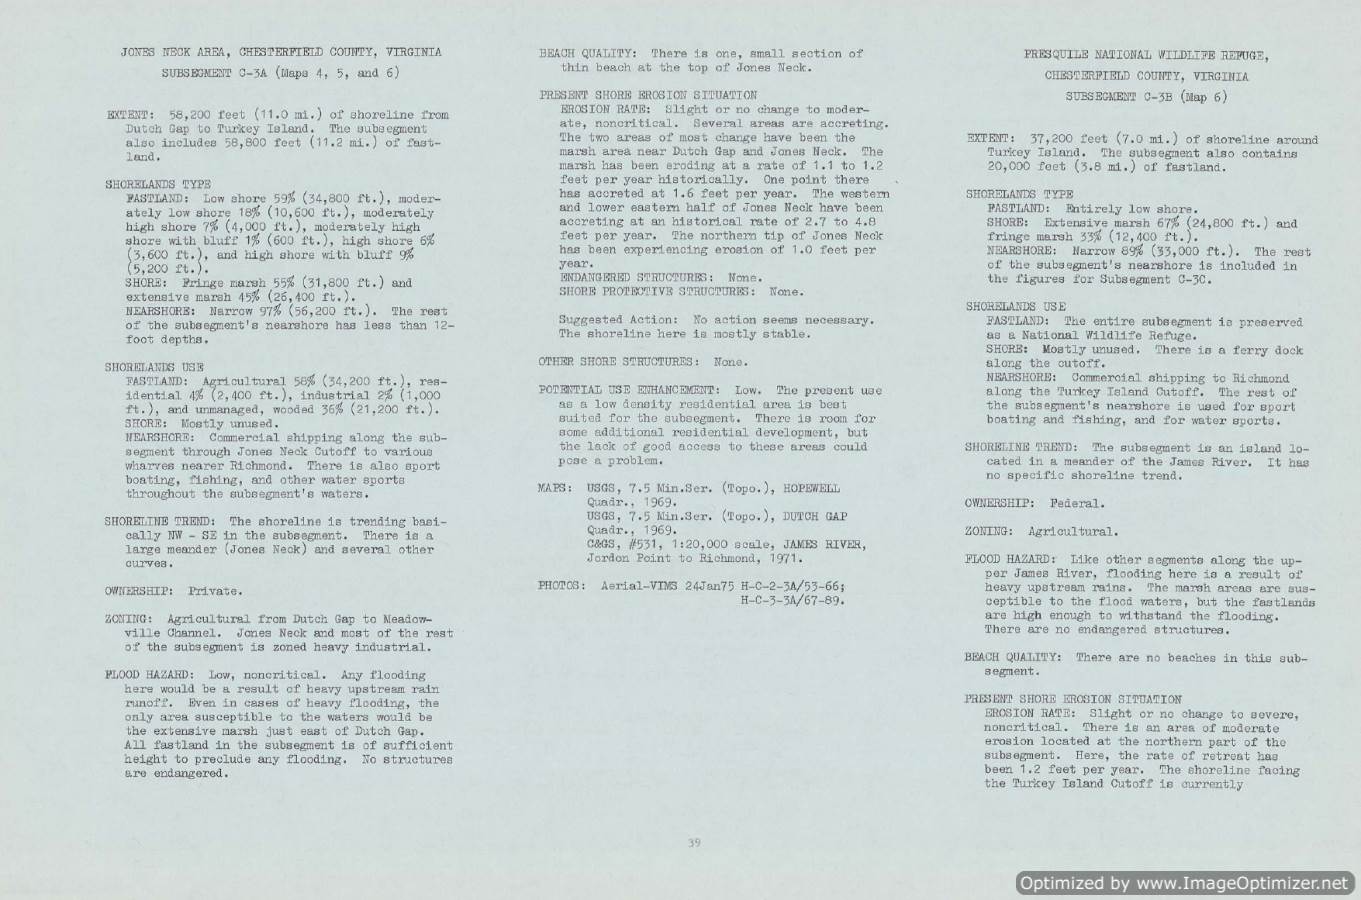 JONES NECK AREA, CHESTERFIELD COUNTY, VIRGINIA
SUBSEGMENT C-3A (Maps 4, 5, and 6)
EXTENT: 58,200 feet (11.0 mi.) of shoreline from
Dutch Gap to Turkey Island. The subsegment
also includes 58,800 feet (11.2 mi.) of fast-
land.
SHORELANDS TYPE
FASTLAND: Low shore 59% (34,800 ft.), moder-
ately low shore 18% (10,600 ft.), moderately
high shore 7% (4,000 ft.), moderately high
shore with bluff 1% (600 ft.), high shore 6%
(3,600 ft.), and high shore with bluff 9%
(5,200 ft.).
SHORE: Fringe marsh 55% (31,800 ft.) and
extensive marsh 45% (26,400 ft.).
NEARSHORE: Narrow 97% (56,200 ft.). The rest
of the subsegment's nearshore has less than 12-
foot depths.
SHORELANDS USE
FASTLAND: Agricultural 58% (34,200 ft.), res-
idential 4% (2,400 ft.), industrial 2% (1,000
ft.), and unmanaged, wooded 36% (21,200 ft.).
SHORE: Mostly unused.
NEARSHORE: Commercial shipping along the sub-
segment through Jones Neck Cutoff to various
wharves nearer Richmond. There is also sport
boating, fishing, and other water sports
throughout the subsegment's waters.
SHORELINE TREND: The shoreline is trending basi-
cally NW - SE in the subsegment. There is a
large meander (Jones Neck) and several other
curves.
OWNERSHIP: Private.
ZONING: Agricultural from Dutch Gap to Meadow-
ville Channel. Jones Neck and most of the rest
of the subsegment is zoned heavy industrial.
FLOOD HAZARD: Low, noncritical. Any flooding
here would be a result of heavy upstream rain
runoff. Even in cases of heavy flooding, the
only area susceptible to the waters would be
the extensive marsh just east of Dutch Gap.
All fastland in the subsegment is of sufficient
height to preclude any flooding. No structures
are endangered.
BEACH QUALITY: There is one, small section of
thin beach at the top of Jones Neck.
PRESENT SHORE EROSION SITUATION
EROSION RATE: Slight or no change to moder-
ate, noncritical. Several areas are accreting.
The two areas of most change have been the
marsh area near Dutch Gap and Jones Neck. The
marsh has been eroding at a rate of 1.1 to 1.2
feet per year historically. One point there
has accreted at 1.6 feet per year. The western
and lower eastern half of Jones Neck have been
accreting at an historical rate of 2.7 to 4.8
feet per year. The northern tip of Jones Neck
has been experiencing erosion of 1.0 feet per
year.
ENDANGERED STRUCTURES: None.
SHORE PROTECTIVE STRUCTURES: None.
Suggested Action: No action seems necessary.
The shoreline here is mostly stable.
OTHER SHORE STRUCTURES: None.
POTENTIAL USE ENHANCEMENT: Low. The present use
as a low density residential area is best
suited for the subsegment. There is room for
some additional residential development, but
the lack of good access to these areas could
pose a problem.
MAPS: USGS, 7.5 Min.Ser. (Topo.), HOPEWELL
Quadr., 1969.
USGS, 7.5 Min.Ser. (Topo.), DUTCH GAP
Quadr., 1969.
C&GS, #531, 1:20,000 scale, JAMES RIVER,
Jordon Point to Richmond, 1971.
PHOTOS: Aerial-VIMS 24Jan75 H-C-2-3A/53-66;
H-C-3-3A/67-89.
PRESQUILE NATIONAL WILDLIFE REFUGE,
CHESTERFIELD COUNTY, VIRGINIA
SUBSEGMENT C-3B (Map 6)
EXTENT: 37,200 feet (7.0 mi.) of shoreline around
Turkey Island. The subsegment also contains
20,000 feet (3.8 mi.) of fastland.
SHORELANDS TYPE
FASTLAND: Entirely low shore.
SHORE: Extensive marsh 67% (24,800 ft.) and
fringe marsh 33% (12,400 ft.).
NEARSHORE: Narrow 89% (33,000 ft.). The rest
of the subsegment's nearshore is included in
the figures for Subsegment C-3C.
SHORELANDS USE
FASTLAND: The entire subsegment is preserved
as a National Wildlife Refuge.
SHORE: Mostly unused. There is a ferry dock
along the cutoff.
NEARSHORE: Commercial shipping to Richmond
along the Turkey Island Cutoff. The rest of
the subsegment's nearshore is used for sport
boating and fishing, and for water sports.
SHORELINE TREND: The subsegment is an island lo-
cated in a meander of the James River. It has
no specific shoreline trend.
OWNERSHIP: Federal.
ZONING: Agricultural.
FLOOD HAZARD: Like other segments along the up-
per James River, flooding here is a result of
heavy upstream rains. The marsh areas are sus-
ceptible to the flood waters, but the fastlands
are high enough to withstand the flooding.
There are no endangered structures.
BEACH QUALITY: There are no beaches in this sub-
segment.
PRESENT SHORE EROSION SITUATION
EROSION RATE: Slight or no change to severe,
noncritical. There is an area of moderate
erosion located at the northern part of the
subsegment. Here, the rate of retreat has
been 1.2 feet per year. The shoreline facing
the Turkey Island Cutoff is currently
39
Optimized by www.ImageOptimizer.net